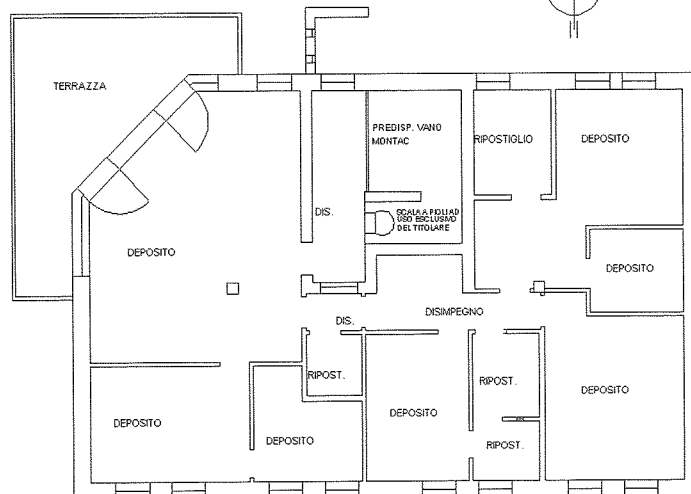 TERRAZZA
PREDISP. VANO
MONTAC
RIPOSTIGLIO
DEPOSITO
DIS.
SCALA A PIOLI AD
USO ESCLUSIVO
DEL TITOLARE
DEPOSITO
DEPOSITO
DISIMPEGNO
DIS.
RIPOST.
RIPOST.
DEPOSITO
DEPOSITO
DEPOSITO
DEPOSITO
RIPOST.